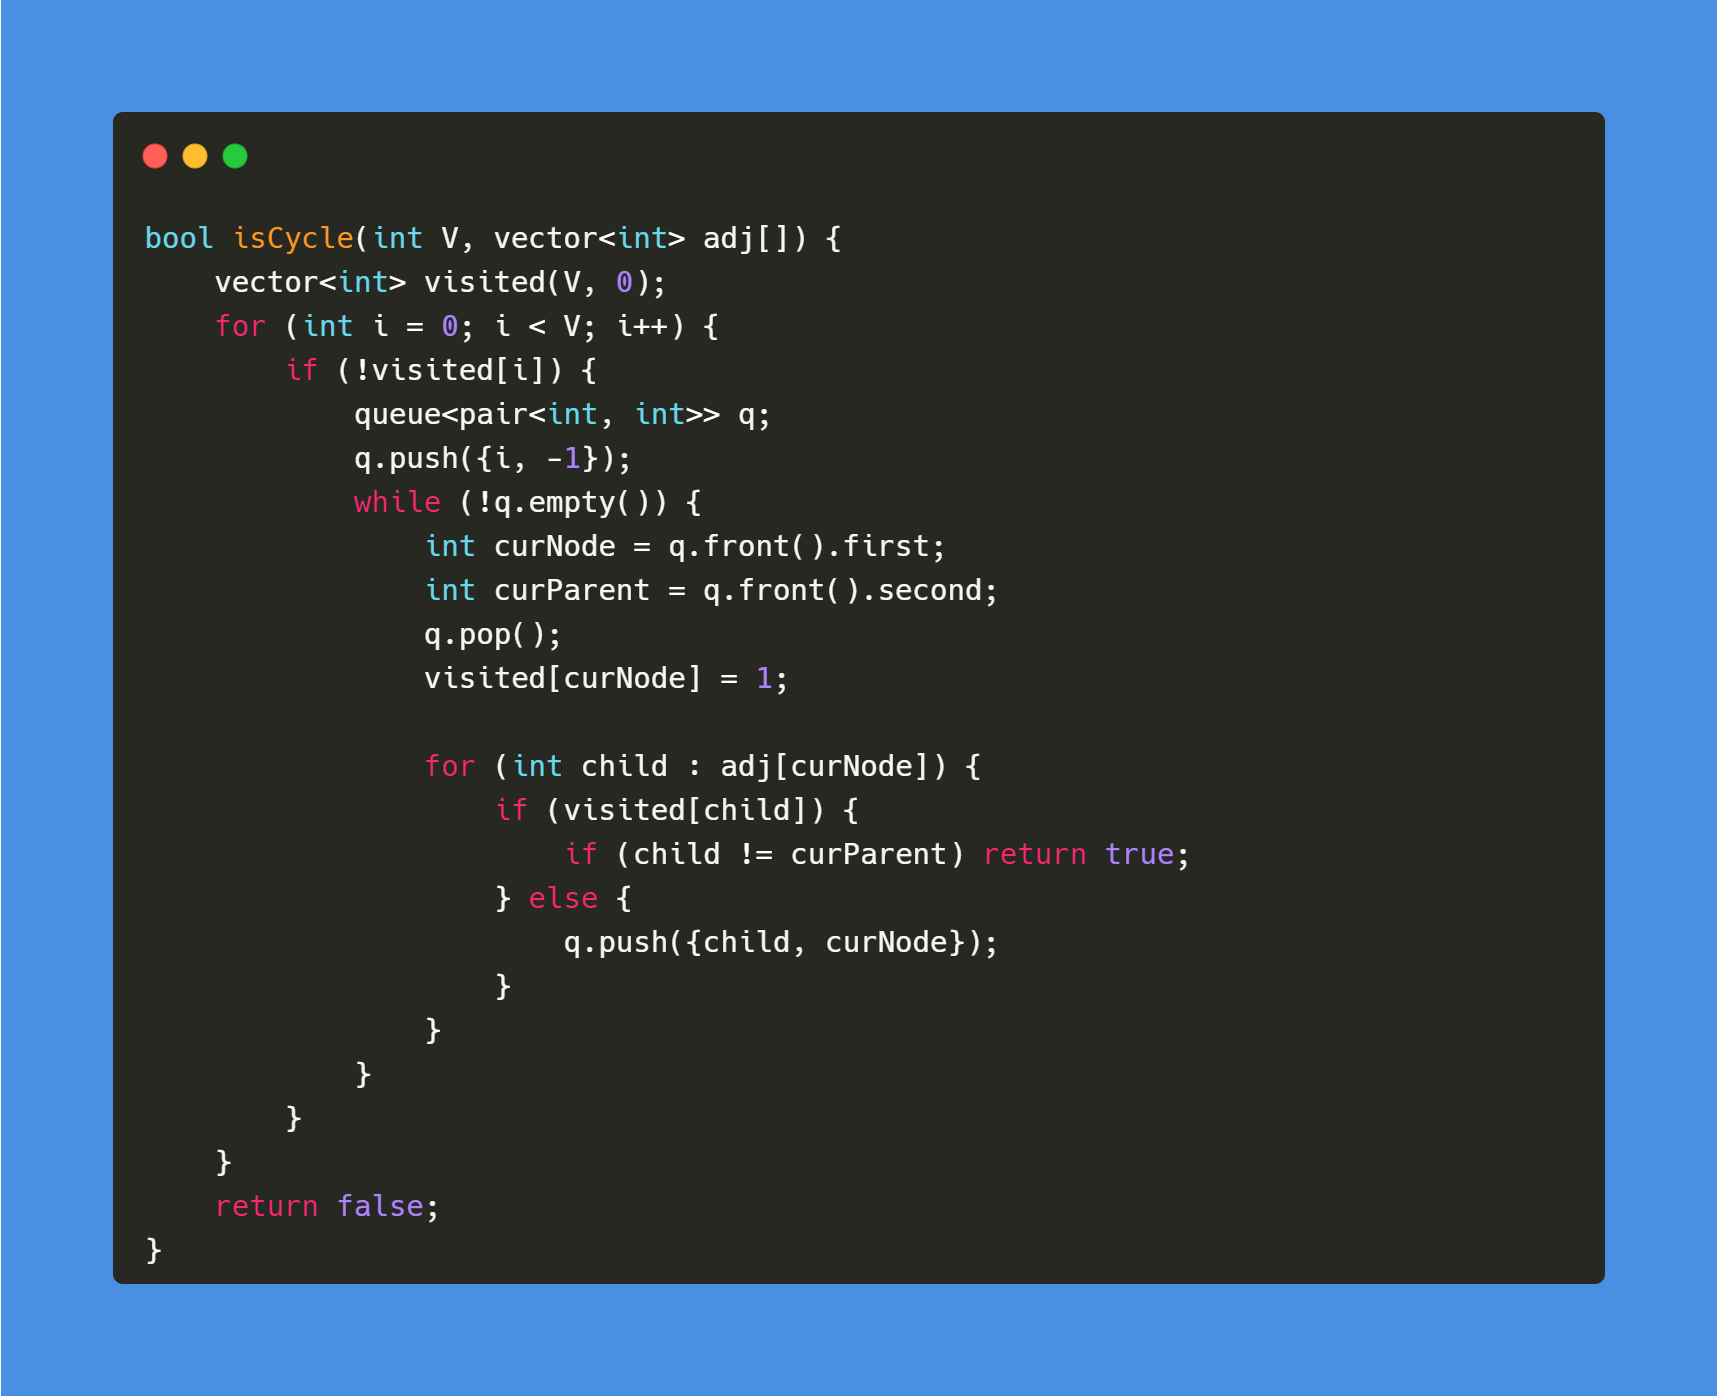 bool isCycle(int V, vector<int> adj[]) {
    vector<int> visited(V, 0);
    for (int i = 0; i < V; i++) {
        if (!visited[i]) {
            queue<pair<int, int>> q;
            q.push({i, -1});
            while (!q.empty()) {
                int curNode = q.front().first;
                int curParent = q.front().second;
                q.pop();
                visited[curNode] = 1;

                for (int child : adj[curNode]) {
                    if (visited[child]) {
                        if (child != curParent) return true;
                    } else {
                        q.push({child, curNode});
                    }
                }
            }
        }
    }
    return false;
}